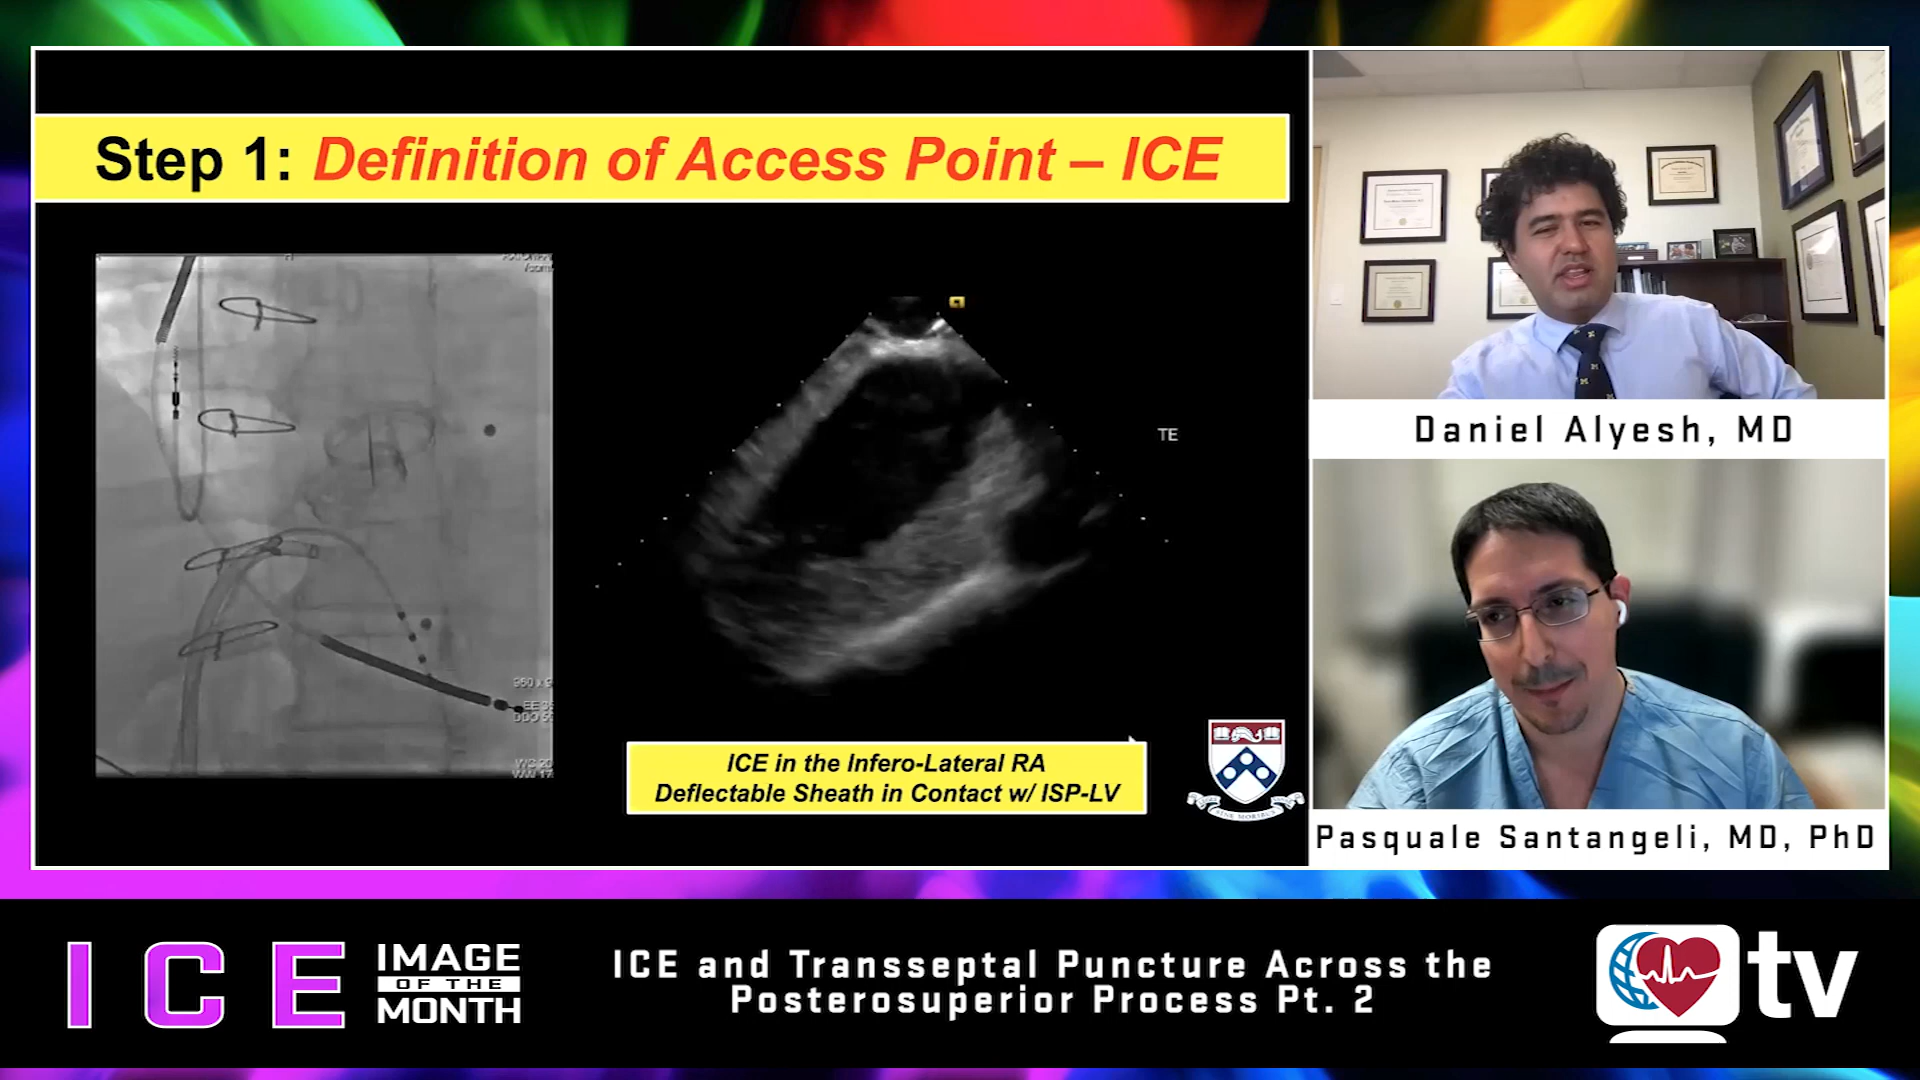 Step 1: Definition of Access Point – ICE
TE
ICE in the Infero-Lateral RA
Deflectable Sheath in Contact w/ ISP-LV
Daniel Alyesh, MD
Pasquale Santangeli, MD, PhD
ICE
IMAGE
OF THE
MONTH
ICE and Transseptal Puncture Across the
Posterosuperior Process Pt. 2
tv